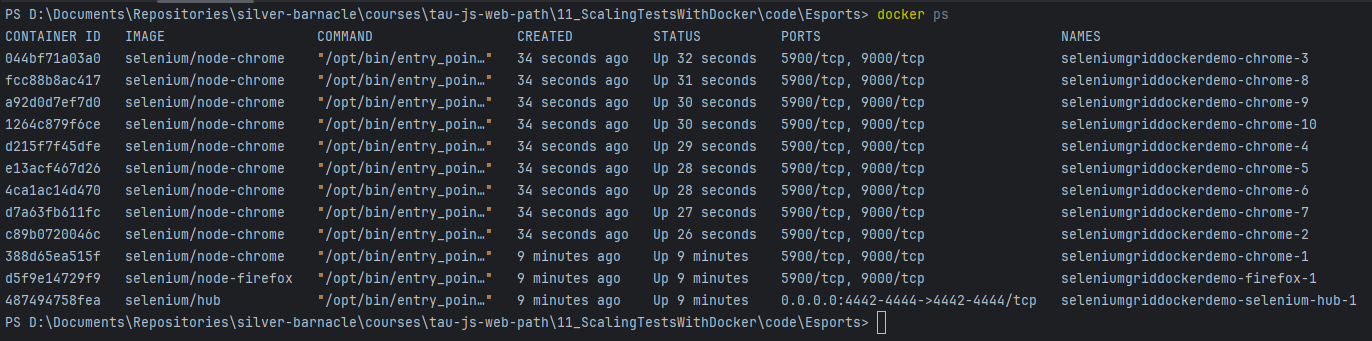 PS D:\Documents\Repositories\silver-barnacle\courses\tau-js-web-path\11_ScalingTestsWithDocker\code\Esports> docker ps
CONTAINER ID   IMAGE                   COMMAND                  CREATED          STATUS          PORTS                              NAMES
044bf71a03a0   selenium/node-chrome    "/opt/bin/entry_poin…"   34 seconds ago   Up 32 seconds   5900/tcp, 9000/tcp                 seleniumgriddockerdemo-chrome-3
fcc88b8ac417   selenium/node-chrome    "/opt/bin/entry_poin…"   34 seconds ago   Up 31 seconds   5900/tcp, 9000/tcp                 seleniumgriddockerdemo-chrome-8
a92d0d7ef7d0   selenium/node-chrome    "/opt/bin/entry_poin…"   34 seconds ago   Up 30 seconds   5900/tcp, 9000/tcp                 seleniumgriddockerdemo-chrome-9
1264c879f6ce   selenium/node-chrome    "/opt/bin/entry_poin…"   34 seconds ago   Up 30 seconds   5900/tcp, 9000/tcp                 seleniumgriddockerdemo-chrome-10
d215f7f45dfe   selenium/node-chrome    "/opt/bin/entry_poin…"   34 seconds ago   Up 29 seconds   5900/tcp, 9000/tcp                 seleniumgriddockerdemo-chrome-4
e13acf467d26   selenium/node-chrome    "/opt/bin/entry_poin…"   34 seconds ago   Up 28 seconds   5900/tcp, 9000/tcp                 seleniumgriddockerdemo-chrome-5
4ca1ac14d470   selenium/node-chrome    "/opt/bin/entry_poin…"   34 seconds ago   Up 28 seconds   5900/tcp, 9000/tcp                 seleniumgriddockerdemo-chrome-6
d7a63fb611fc   selenium/node-chrome    "/opt/bin/entry_poin…"   34 seconds ago   Up 27 seconds   5900/tcp, 9000/tcp                 seleniumgriddockerdemo-chrome-7
c89b0720046c   selenium/node-chrome    "/opt/bin/entry_poin…"   34 seconds ago   Up 26 seconds   5900/tcp, 9000/tcp                 seleniumgriddockerdemo-chrome-2
388d65ea515f   selenium/node-chrome    "/opt/bin/entry_poin…"   9 minutes ago    Up 9 minutes    5900/tcp, 9000/tcp                 seleniumgriddockerdemo-chrome-1
d5f9e14729f9   selenium/node-firefox   "/opt/bin/entry_poin…"   9 minutes ago    Up 9 minutes    5900/tcp, 9000/tcp                 seleniumgriddockerdemo-firefox-1
487494758fea   selenium/hub            "/opt/bin/entry_poin…"   9 minutes ago    Up 9 minutes    0.0.0.0:4442-4444->4442-4444/tcp   seleniumgriddockerdemo-selenium-hub-1
PS D:\Documents\Repositories\silver-barnacle\courses\tau-js-web-path\11_ScalingTestsWithDocker\code\Esports>